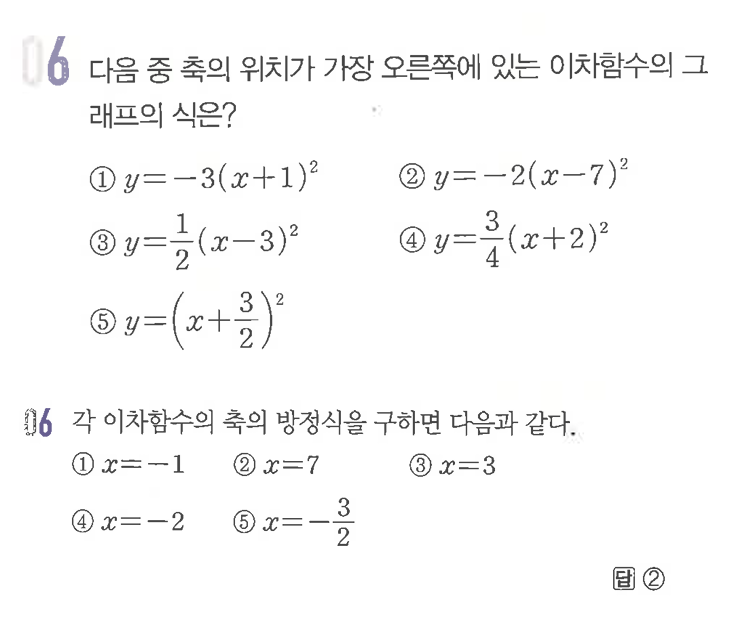 06 다음 중 축의 위치가 가장 오른쪽에 있는 이차함수의 그
래프의 식은?
① y=-3(x+1)² ② y=-2(x-7)²
③ y=1/2(x-3)² ④ y=3/4(x+2)²
⑤ y=(x+3/2)²
06 각 이차함수의 축의 방정식을 구하면 다음과 같다.
① x=-1 ② x=7 ③ x=3
④ x=-2 ⑤ x=-3/2
답 ②